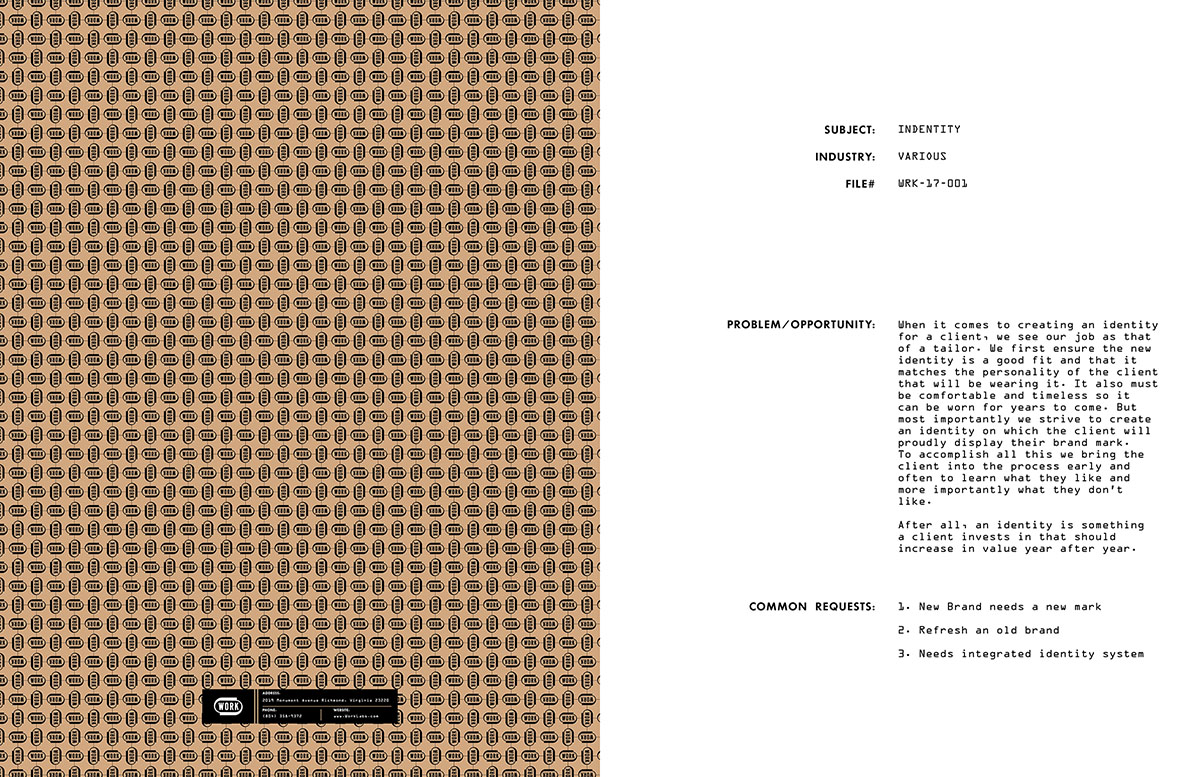 WORK
ADDRESS:
2019 Monument Avenue Richmond, Virginia 23220
PHONE:
(804) 358-9372
WEBSITE:
www.WorkLabs.com
SUBJECT: INDENTITY
INDUSTRY: VARIOUS
FILE# WRK-17-001
PROBLEM/OPPORTUNITY: When it comes to creating an identity
for a client, we see our job as that
of a tailor. We first ensure the new
identity is a good fit and that it
matches the personality of the client
that will be wearing it. It also must
be comfortable and timeless so it
can be worn for years to come. But
most importantly we strive to create
an identity on which the client will
proudly display their brand mark.
To accomplish all this we bring the
client into the process early and
often to learn what they like and
more importantly what they don't
like.
After all, an identity is something
a client invests in that should
increase in value year after year.
COMMON REQUESTS: 1. New Brand needs a new mark
2. Refresh an old brand
3. Needs integrated identity system